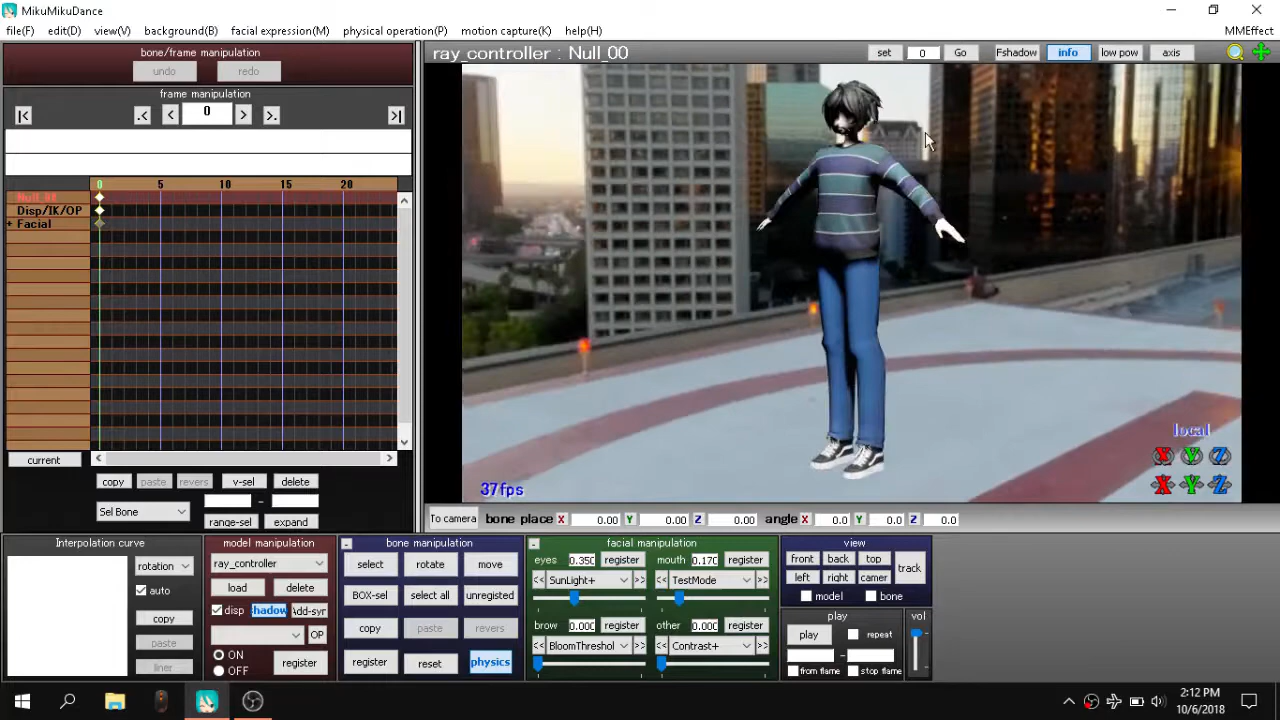 MikuMikuDance
file(F) edit(D) view(V) background(B) facial expression(M) physical operation(P) motion capture(K) help(H) MMEffect
bone/frame manipulation
undo redo
frame manipulation
|< .< < 0 > >. >|
0 5 10 15 20
Null_00
Disp/IK/OP
+ Facial
current
copy paste revers v-sel delete
Sel Bone -
range-sel expand
ray_controller : Null_00 set 0 Go Fshadow info low pow axis
local
X Y Z
X Y Z
37fps
To camera bone place X 0.00 Y 0.00 Z 0.00 angle X 0.0 Y 0.0 Z 0.0
Interpolation curve
rotation
auto
copy
paste
liner
model manipulation
ray_controller
load delete
disp shadow Add-syn
OP
ON
OFF
register
- bone manipulation
select rotate move
BOX-sel select all unregisted
copy paste revers
register reset physics
- facial manipulation
eyes 0.350 register mouth 0.170 register
<< SunLight+ >> << TestMode >>
brow 0.000 register other 0.000 register
<< BloomThreshol >> << Contrast+ >>
view
front back top
left right camer
track
model bone
play
play repeat
-
from flame stop flame
vol
2:12 PM
10/6/2018